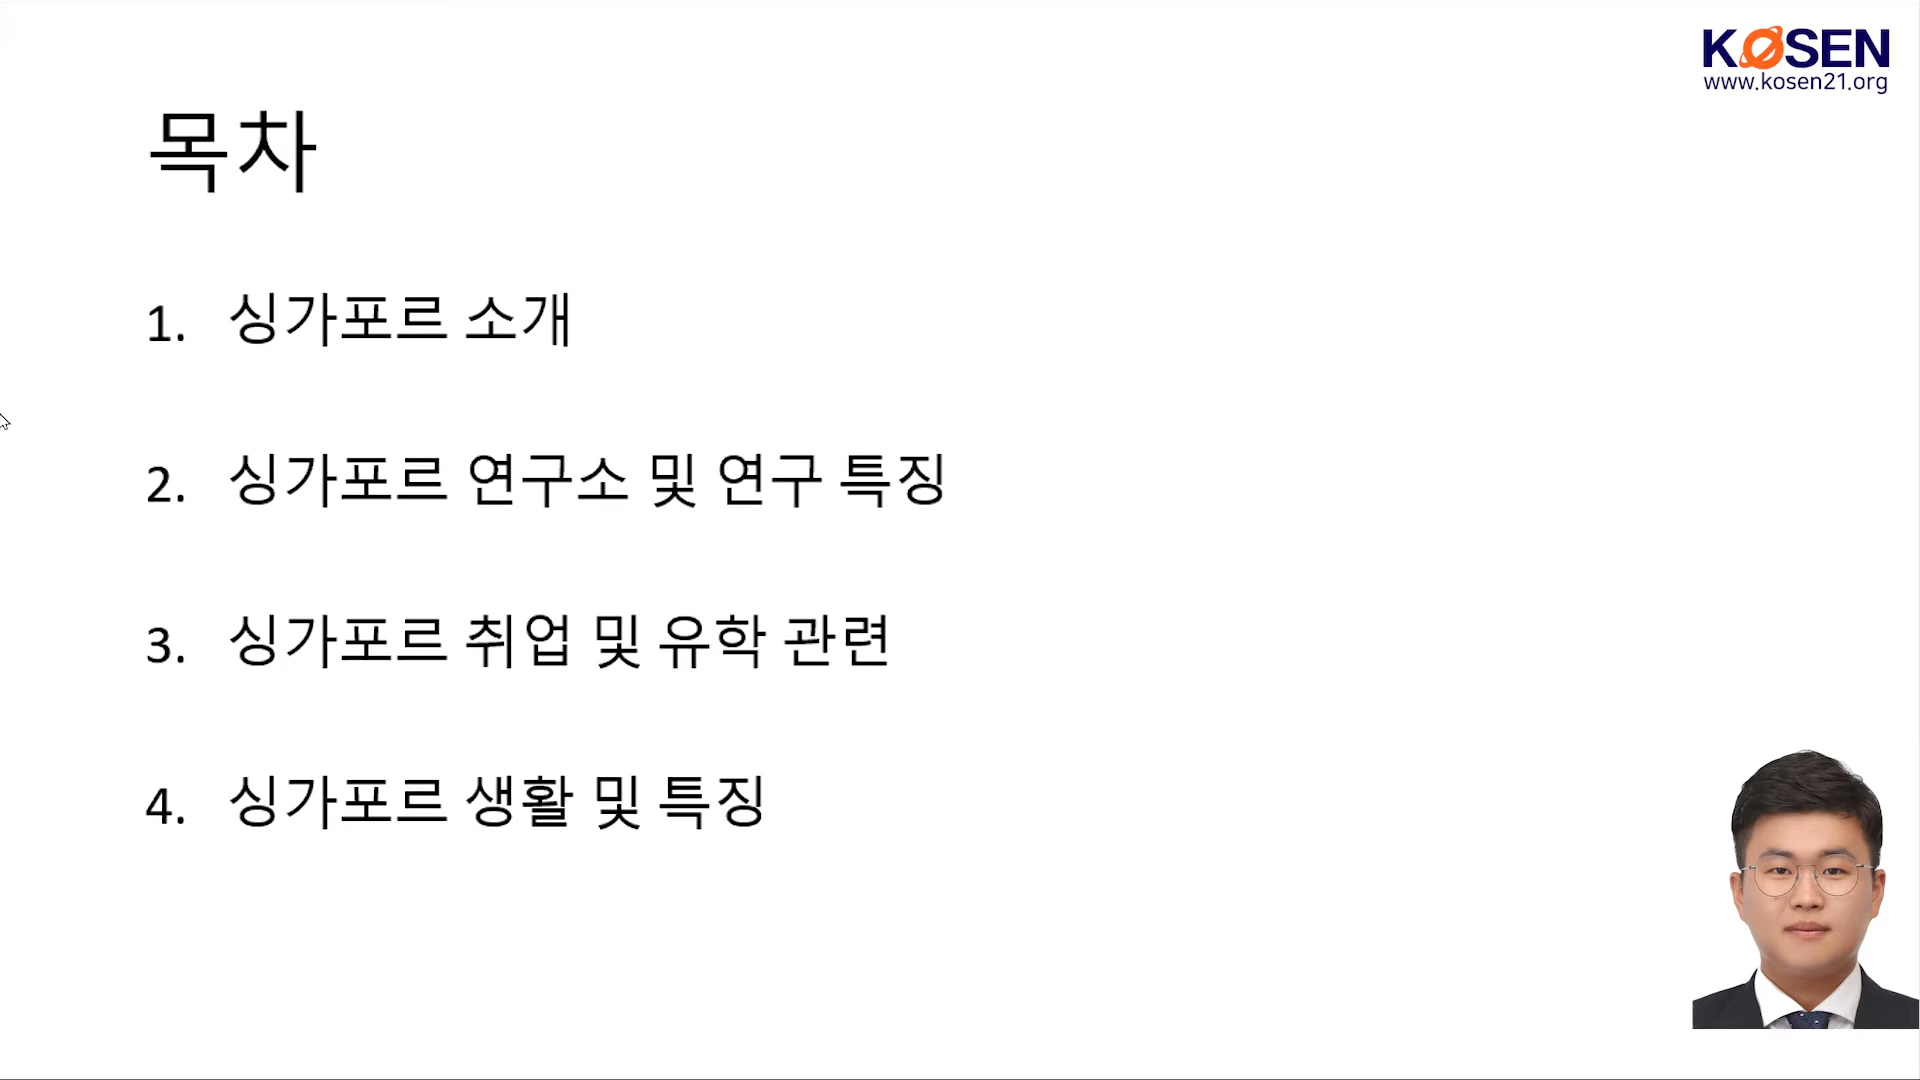 KOSEN
www.kosen21.org
목차
1. 싱가포르 소개
2. 싱가포르 연구소 및 연구 특징
3. 싱가포르 취업 및 유학 관련
4. 싱가포르 생활 및 특징